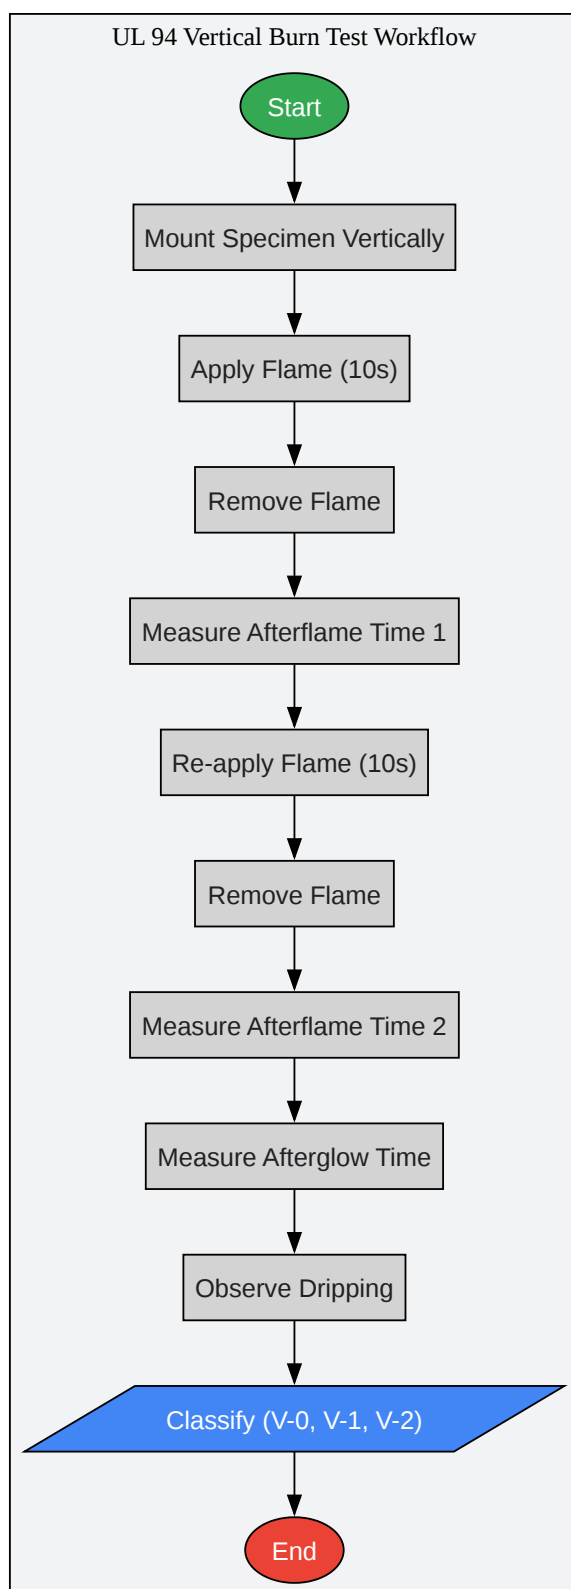 UL 94 Vertical Burn Test Workflow
Start
Mount Specimen Vertically
Apply Flame (10s)
Remove Flame
Measure Afterflame Time 1
Re-apply Flame (10s)
Remove Flame
Measure Afterflame Time 2
Measure Afterglow Time
Observe Dripping
Classify (V-0, V-1, V-2)
End